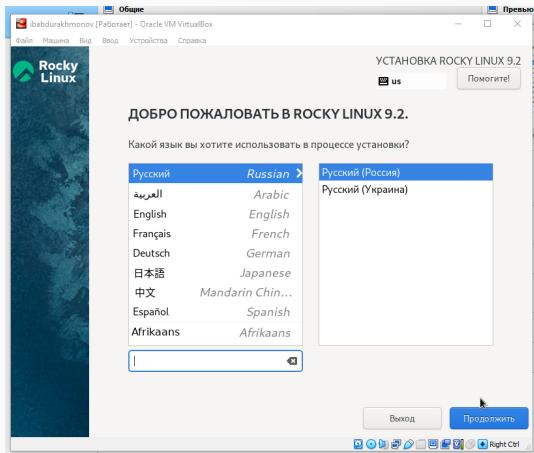 Общие
Превью
ibabdurakhmonov [Работает] - Oracle VM VirtualBox
Файл Машина Вид Ввод Устройства Справка
Rocky
Linux
УСТАНОВКА ROCKY LINUX 9.2
us
Помогите!
ДОБРО ПОЖАЛОВАТЬ В ROCKY LINUX 9.2.
Какой язык вы хотите использовать в процессе установки?
Русский Russian
Русский (Россия)
العربية Arabic
Русский (Украина)
English English
Français French
Deutsch German
日本語 Japanese
中文 Mandarin Chin...
Español Spanish
Afrikaans Afrikaans
Выход
Продолжить
Right Ctrl